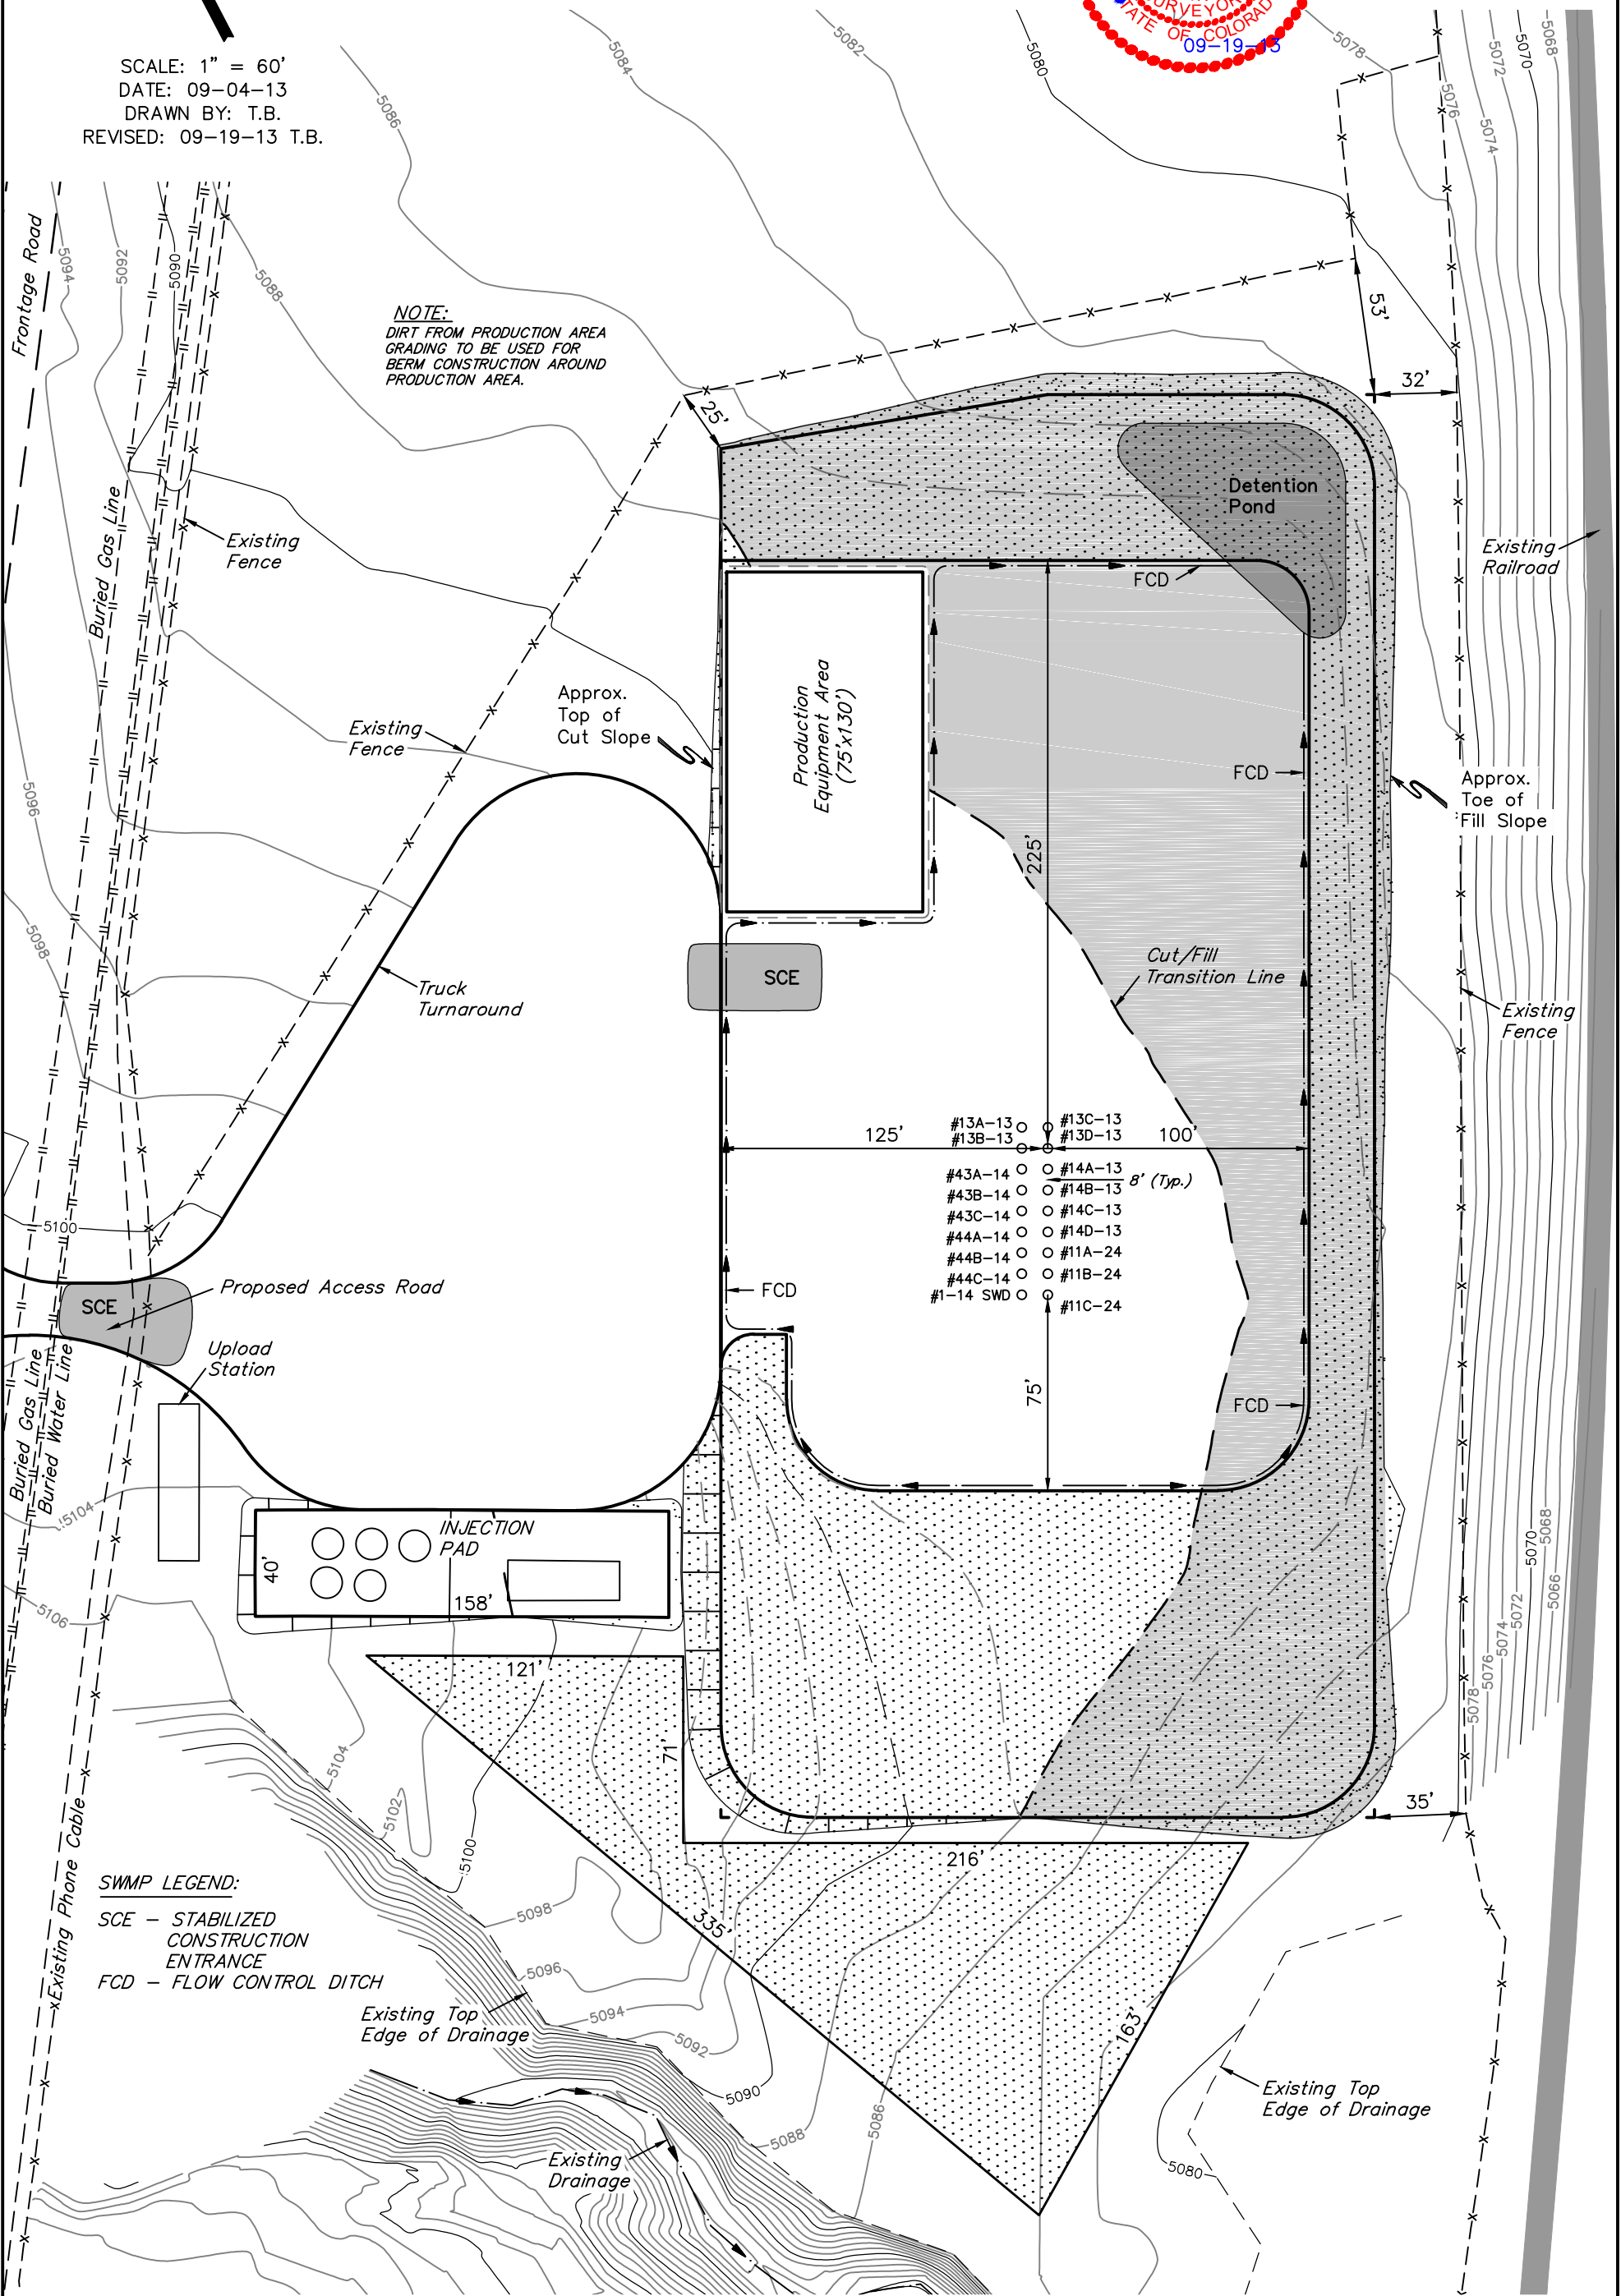 SURVEYOR
STATE OF COLORAD
09-19-13
SCALE: 1" = 60'
DATE: 09-04-13
DRAWN BY: T.B.
REVISED: 09-19-13 T.B.
5086
5084
5082
5080
5078
5076
5074
5072
5070
5068
Frontage Road
5094
5092
5090
5088
NOTE:
DIRT FROM PRODUCTION AREA
GRADING TO BE USED FOR
BERM CONSTRUCTION AROUND
PRODUCTION AREA.
53'
32'
25'
Detention
Pond
Buried Gas Line
Existing
Fence
Existing
Railroad
FCD
Approx.
Top of
Cut Slope
Production
Equipment Area
(75'x130')
Existing
Fence
FCD
Approx.
Toe of
Fill Slope
5096
225'
5098
Truck
Turnaround
SCE
Cut/Fill
Transition Line
Existing
Fence
#13A-13
#13B-13
#13C-13
#13D-13
125'
100'
#43A-14
#14A-13
8' (Typ.)
#43B-14
#14B-13
#43C-14
#14C-13
#44A-14
#14D-13
#44B-14
#11A-24
#44C-14
#11B-24
#1-14 SWD
#11C-24
5100
SCE
Proposed Access Road
FCD
Upload
Station
Buried Gas Line
Buried Water Line
75'
FCD
5104
INJECTION
PAD
40'
158'
5106
5068
5070
5066
5072
5074
5076
5078
121'
71'
5104
5102
5100
35'
216'
Existing Phone Cable
SWMP LEGEND:
SCE - STABILIZED
CONSTRUCTION
ENTRANCE
FCD - FLOW CONTROL DITCH
5098
335'
5096
5094
5092
5090
5088
5086
163'
Existing Top
Edge of Drainage
Existing
Drainage
Existing Top
Edge of Drainage
5080